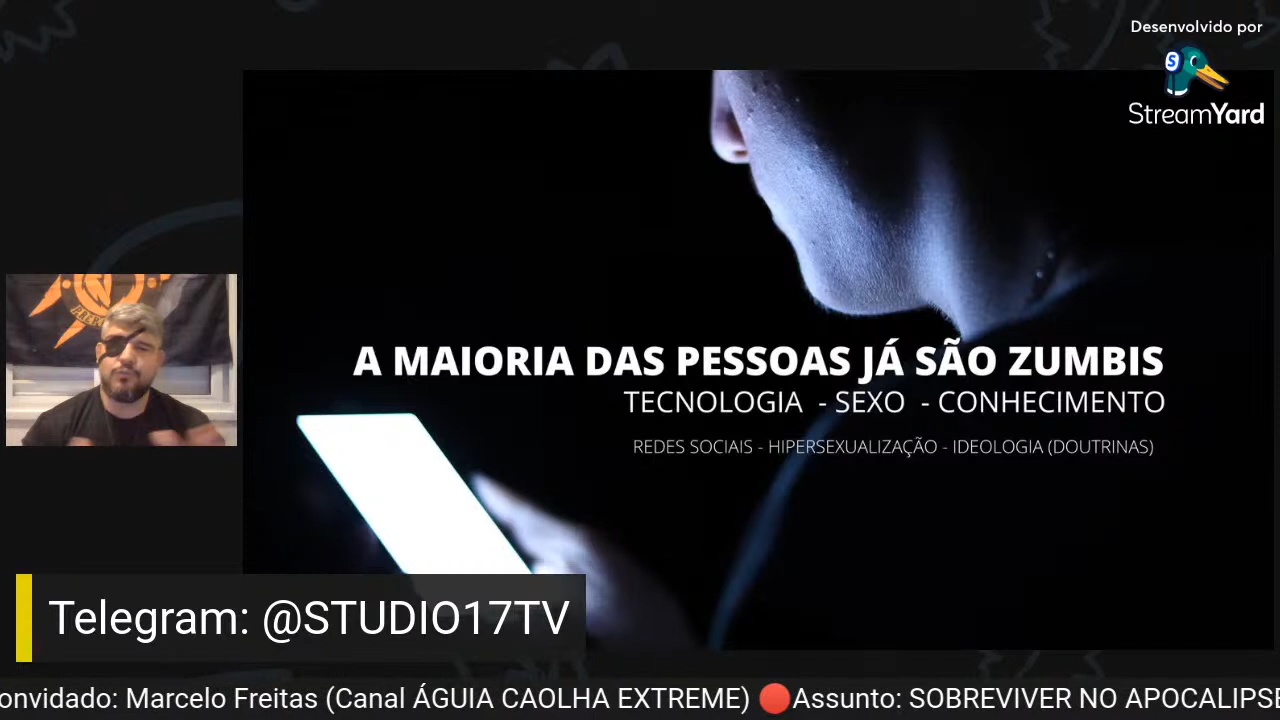 Desenvolvido por
StreamYard
A MAIORIA DAS PESSOAS JÁ SÃO ZUMBIS
TECNOLOGIA - SEXO - CONHECIMENTO
REDES SOCIAIS - HIPERSEXUALIZAÇÃO - IDEOLOGIA (DOUTRINAS)
Telegram: @STUDIO17TV
onvidado: Marcelo Freitas (Canal ÁGUIA CAOLHA EXTREME) 🔴Assunto: SOBREVIVER NO APOCALIPSE